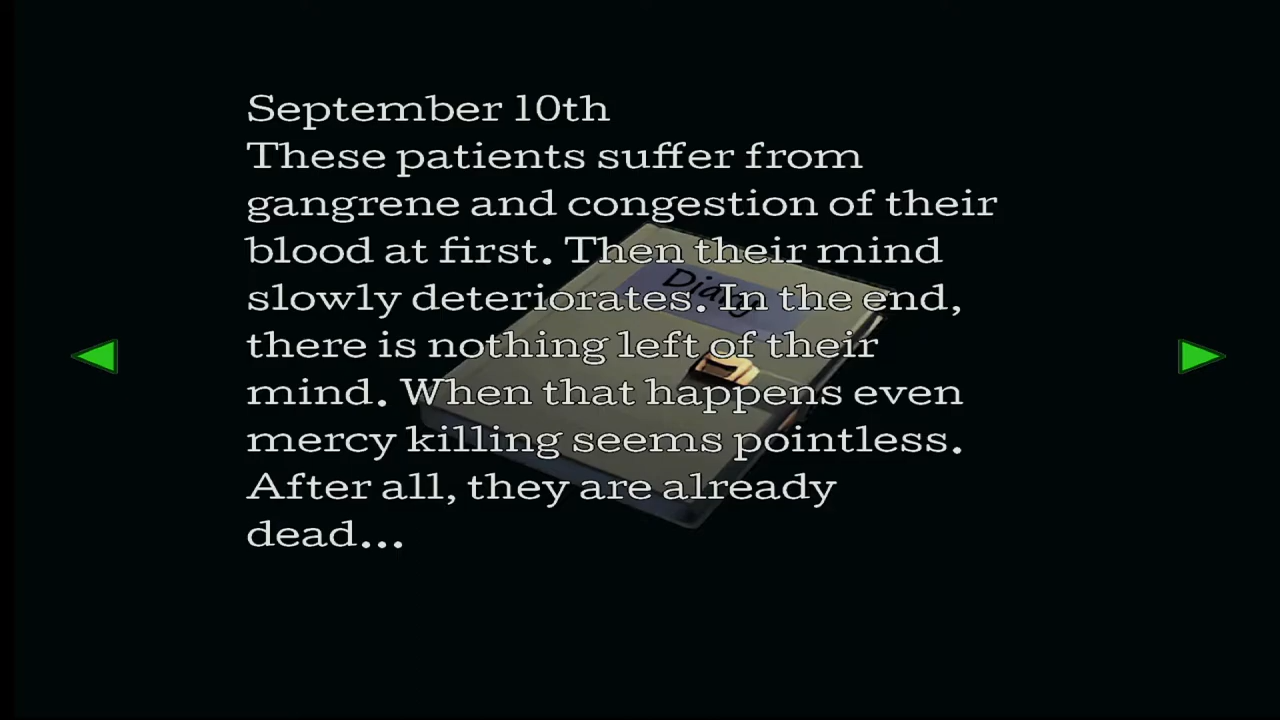 September 10th
These patients suffer from
gangrene and congestion of their
blood at first. Then their mind
slowly deteriorates. In the end,
there is nothing left of their
mind. When that happens even
mercy killing seems pointless.
After all, they are already
dead...
Diary